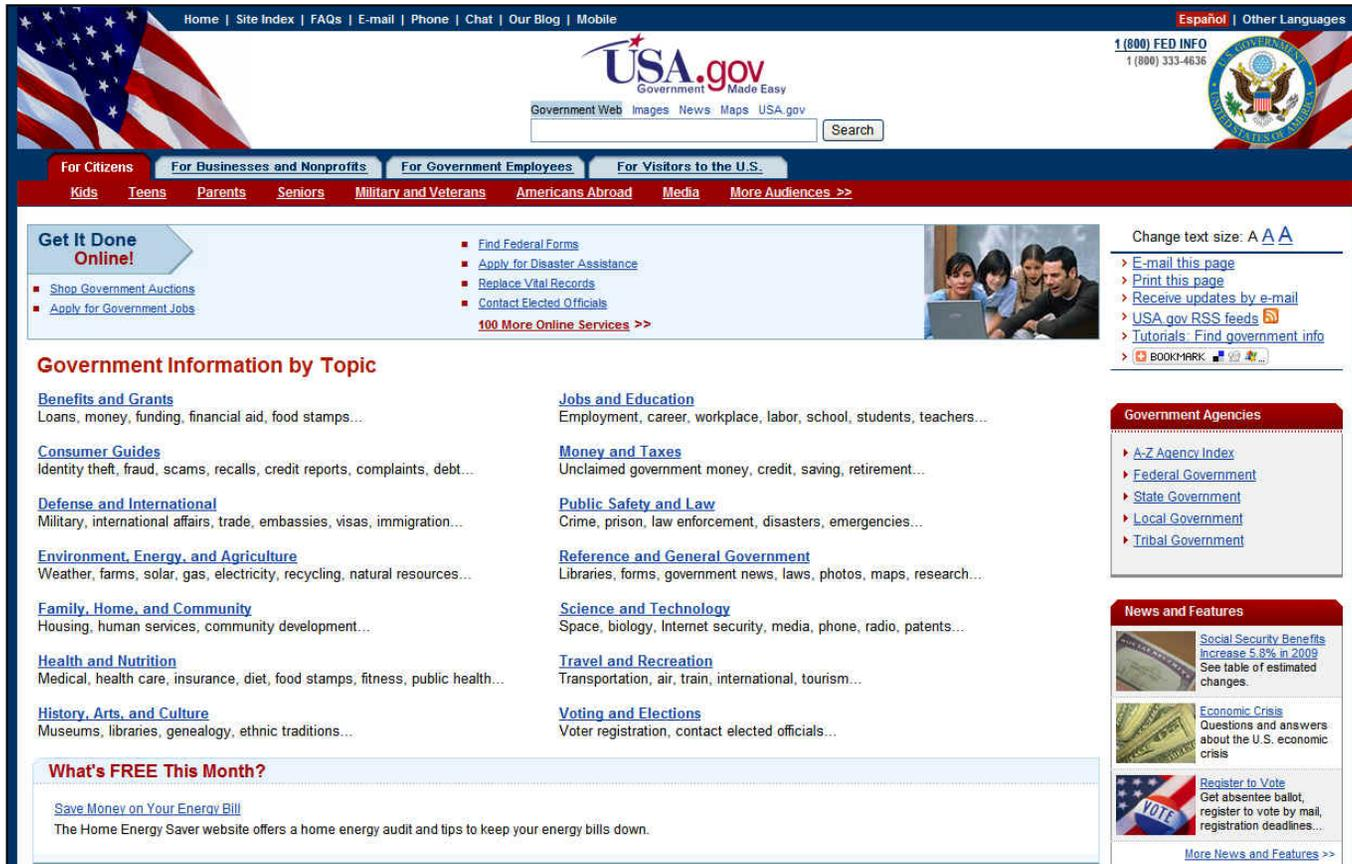 Home | Site Index | FAQs | E-mail | Phone | Chat | Our Blog | Mobile
Español | Other Languages
USA.gov
Government Made Easy
1 (800) FED INFO
1 (800) 333-4636
U.S. GOVERNMENT
UNITED STATES OF AMERICA
Government Web Images News Maps USA.gov
Search
For Citizens
For Businesses and Nonprofits
For Government Employees
For Visitors to the U.S.
Kids Teens Parents Seniors Military and Veterans Americans Abroad Media More Audiences >>
Get It Done
Online!
Shop Government Auctions
Apply for Government Jobs
Find Federal Forms
Apply for Disaster Assistance
Replace Vital Records
Contact Elected Officials
100 More Online Services >>
Change text size: A A A
E-mail this page
Print this page
Receive updates by e-mail
USA.gov RSS feeds
Tutorials: Find government info
BOOKMARK
Government Information by Topic
Benefits and Grants
Loans, money, funding, financial aid, food stamps...
Consumer Guides
Identity theft, fraud, scams, recalls, credit reports, complaints, debt...
Defense and International
Military, international affairs, trade, embassies, visas, immigration...
Environment, Energy, and Agriculture
Weather, farms, solar, gas, electricity, recycling, natural resources...
Family, Home, and Community
Housing, human services, community development...
Health and Nutrition
Medical, health care, insurance, diet, food stamps, fitness, public health...
History, Arts, and Culture
Museums, libraries, genealogy, ethnic traditions...
Jobs and Education
Employment, career, workplace, labor, school, students, teachers...
Money and Taxes
Unclaimed government money, credit, saving, retirement...
Public Safety and Law
Crime, prison, law enforcement, disasters, emergencies...
Reference and General Government
Libraries, forms, government news, laws, photos, maps, research...
Science and Technology
Space, biology, Internet security, media, phone, radio, patents...
Travel and Recreation
Transportation, air, train, international, tourism...
Voting and Elections
Voter registration, contact elected officials...
Government Agencies
A-Z Agency Index
Federal Government
State Government
Local Government
Tribal Government
News and Features
Social Security Benefits
Increase 5.8% in 2009
See table of estimated
changes.
Economic Crisis
Questions and answers
about the U.S. economic
crisis
VOTE
Register to Vote
Get absentee ballot,
register to vote by mail,
registration deadlines...
More News and Features >>
What's FREE This Month?
Save Money on Your Energy Bill
The Home Energy Saver website offers a home energy audit and tips to keep your energy bills down.